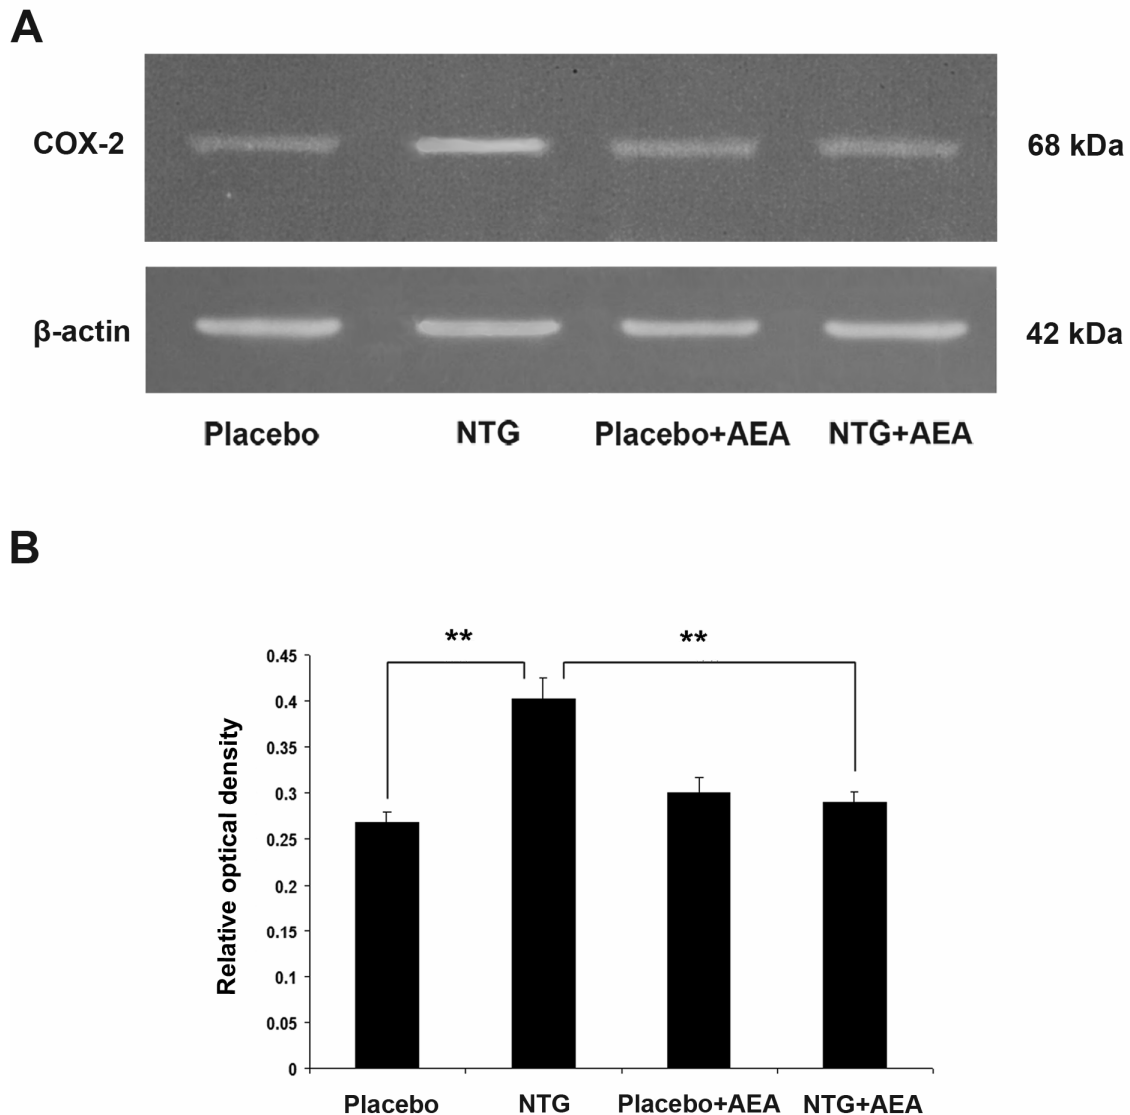 A
COX-2
68 kDa
β-actin
42 kDa
Placebo NTG Placebo+AEA NTG+AEA
B
** **
Relative optical density
0.45
0.4
0.35
0.3
0.25
0.2
0.15
0.1
0.05
0
Placebo NTG Placebo+AEA NTG+AEA